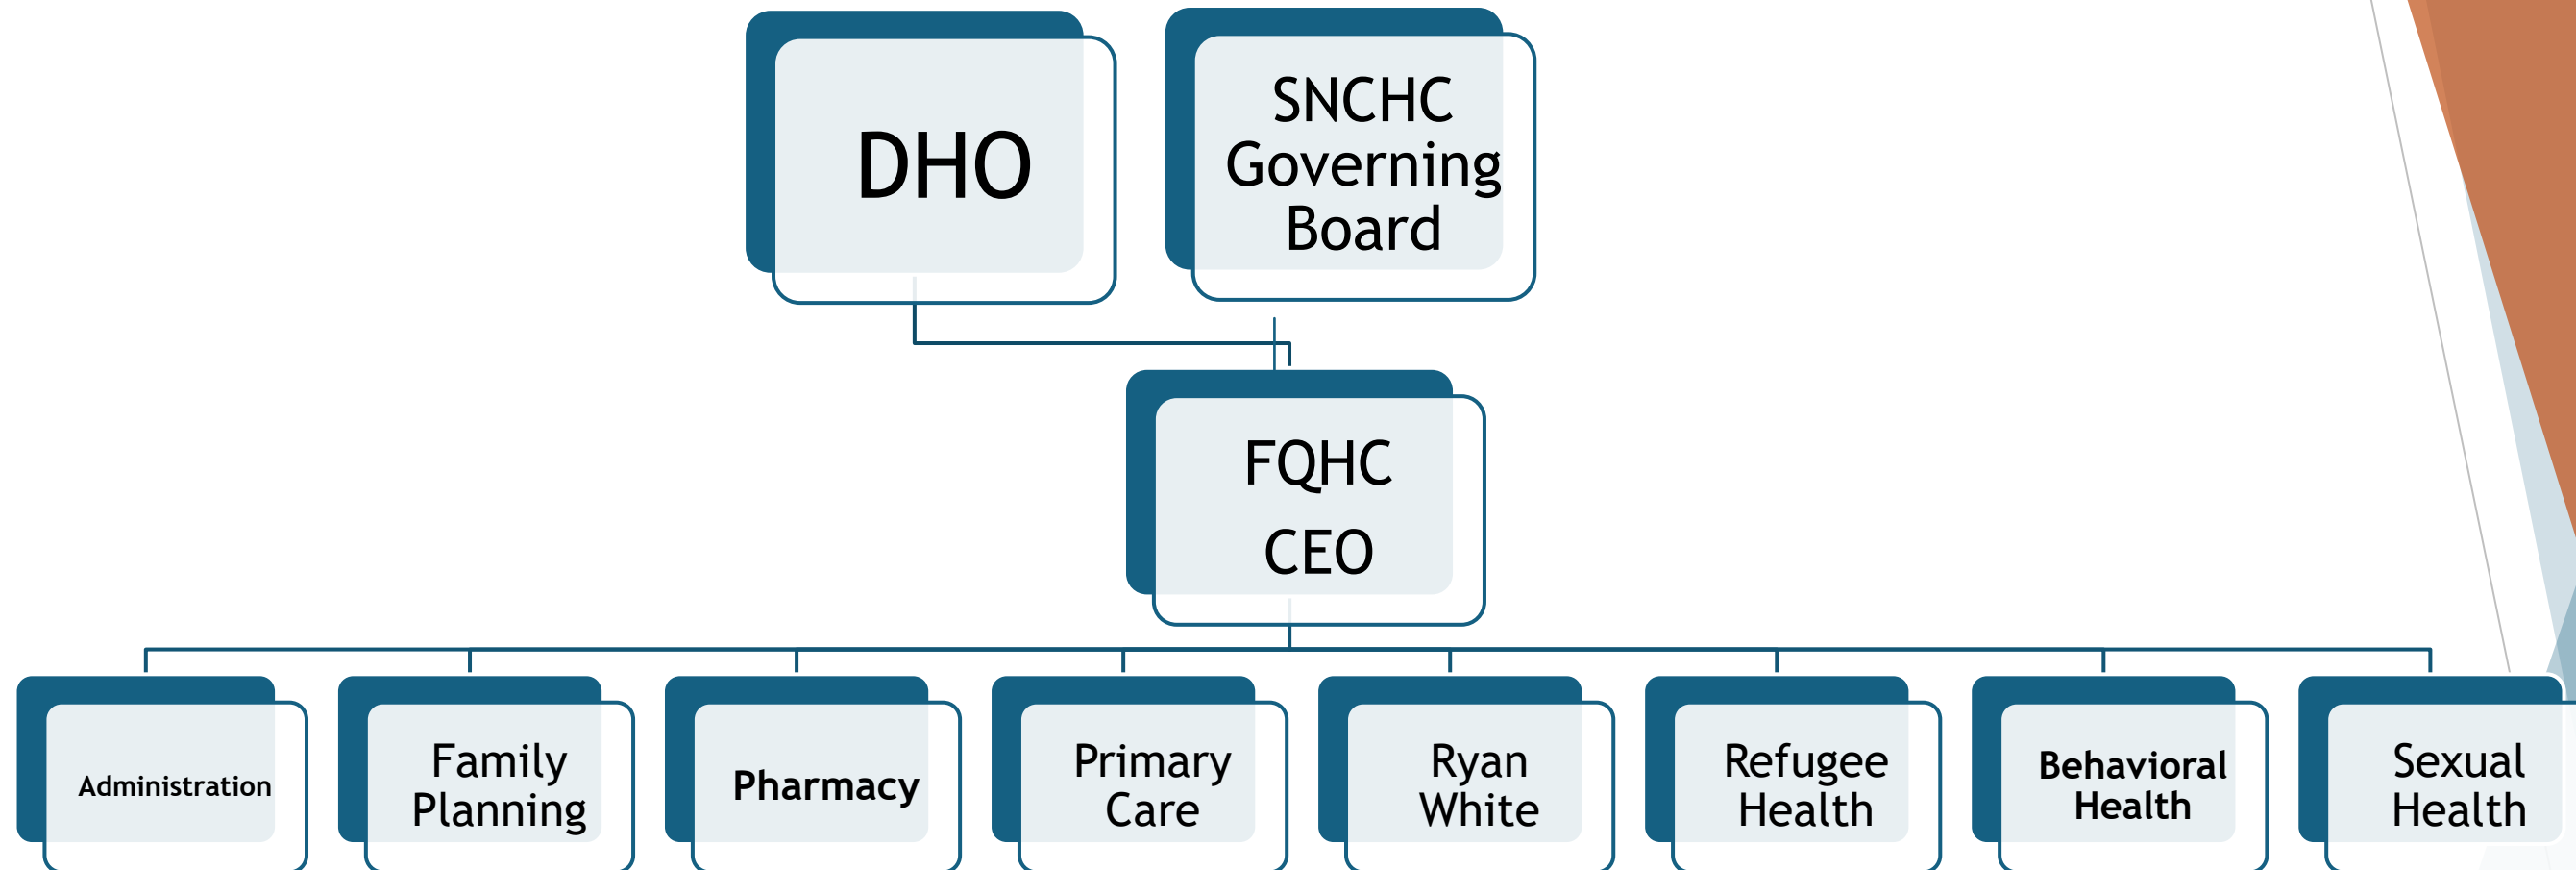 DHO
SNCHC
Governing
Board
FQHC
CEO
Administration
Family
Planning
Pharmacy
Primary
Care
Ryan
White
Refugee
Health
Behavioral
Health
Sexual
Health